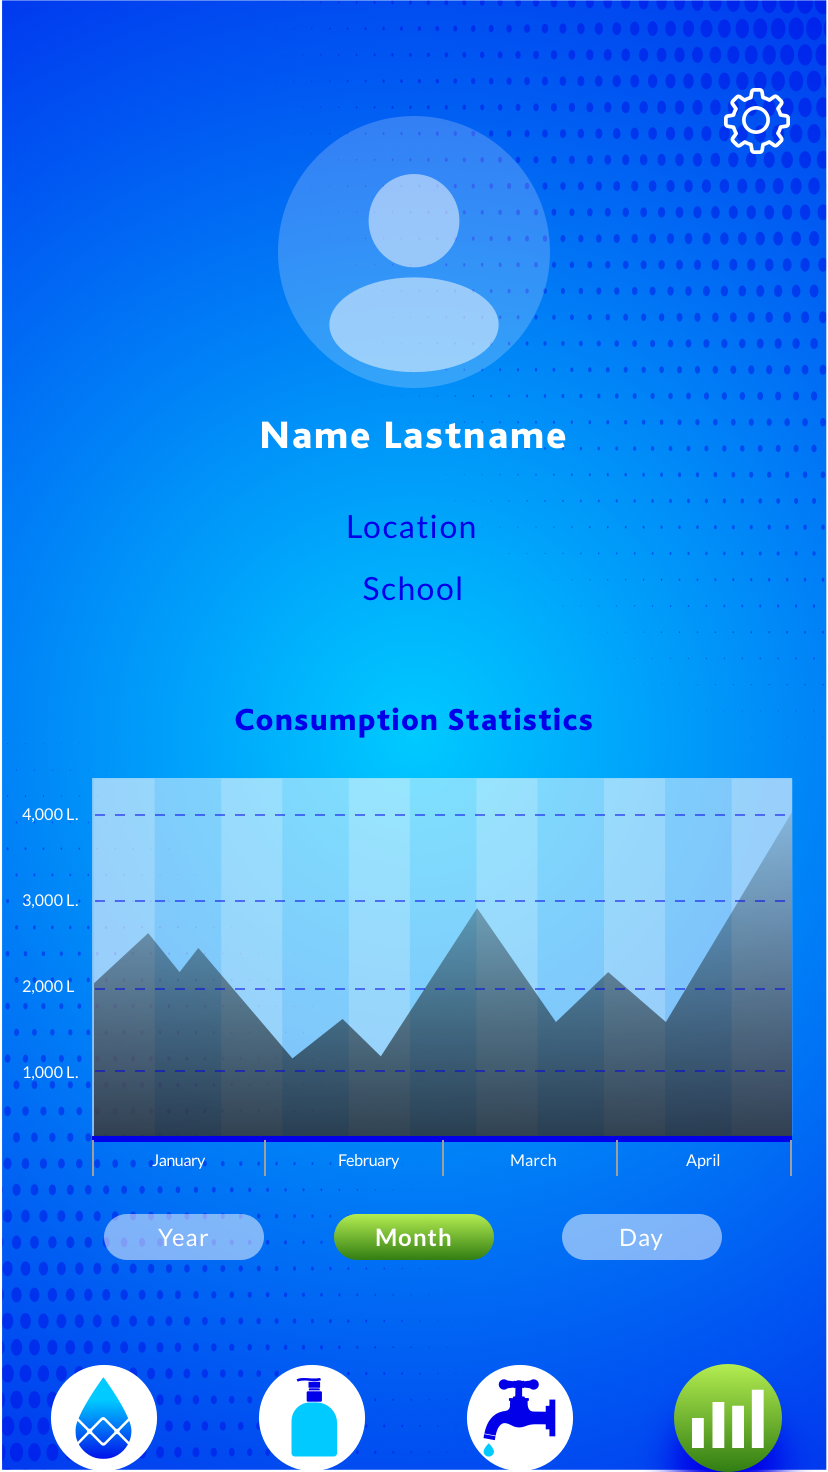 Name Lastname
Location
School
Consumption Statistics
4,000 L.
3,000 L.
2,000 L
1,000 L.
January February March April
Year Month Day